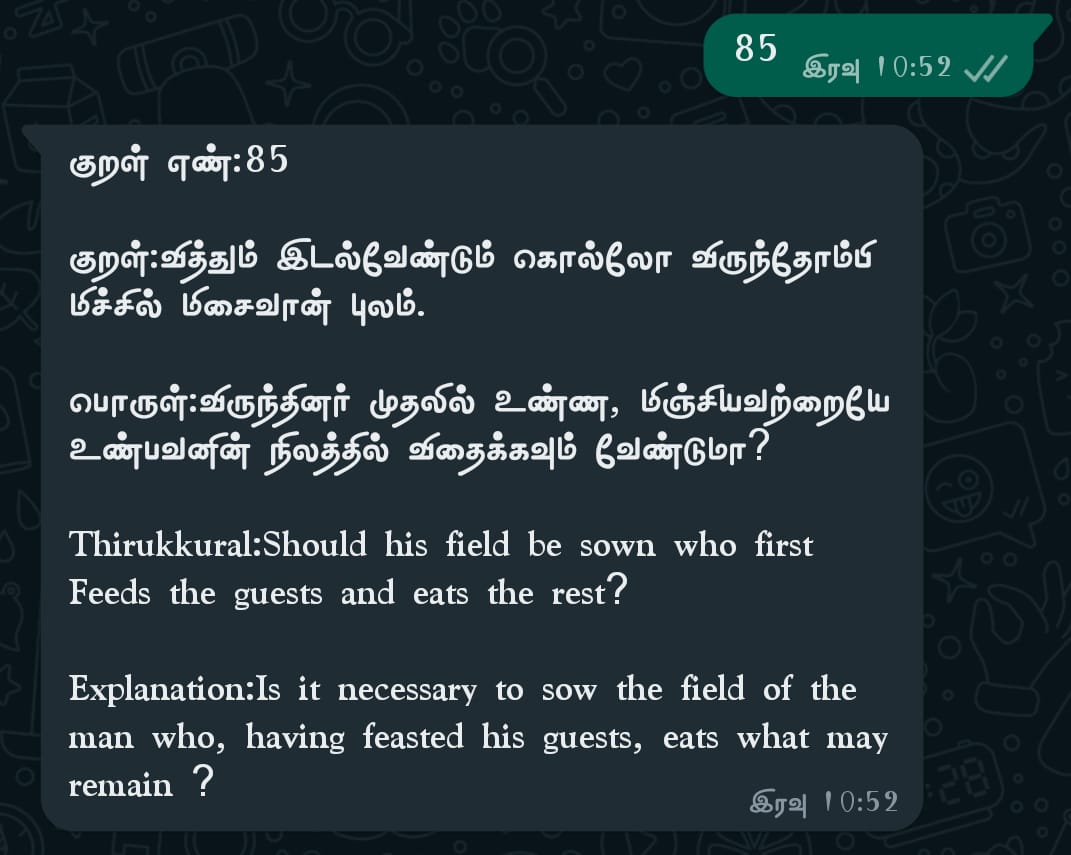 85
இரவு 10:52
குறள் எண்:85
குறள்:வித்தும் இடல்வேண்டும் கொல்லோ விருந்தோம்பி
மிச்சில் மிசைவான் புலம்.
பொருள்:விருந்தினர் முதலில் உண்ண, மிஞ்சியவற்றையே
உண்பவனின் நிலத்தில் விதைக்கவும் வேண்டுமா?
Thirukkural:Should his field be sown who first
Feeds the guests and eats the rest?
Explanation:Is it necessary to sow the field of the
man who, having feasted his guests, eats what may
remain ?
இரவு 10:52